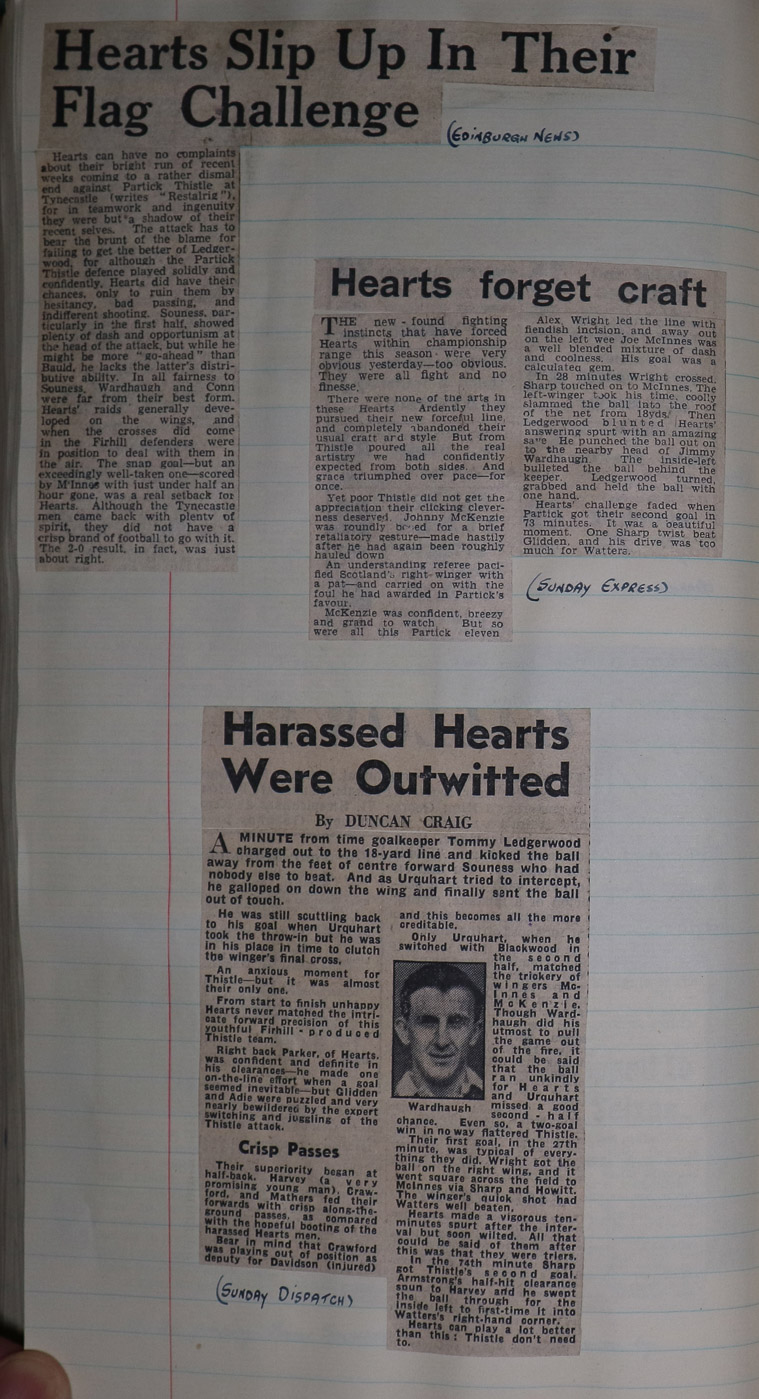 Hearts Slip Up In Their
Flag Challenge
(EDINBURGH NEWS)
Hearts can have no complaints
about their bright run of recent
weeks coming to a rather dismal
end against Partick Thistle at
Tynecastle (writes "Restalrig"),
for in teamwork and ingenuity
they were but a shadow of their
recent selves. The attack has to
bear the brunt of the blame for
failing to get the better of Ledger-
wood, for although the Partick
Thistle defence played solidly and
confidently, Hearts did have their
chances, only to ruin them by
hesitancy, bad passing, and
indifferent shooting. Souness, par-
ticularly in the first half, showed
plenty of dash and opportunism at
the head of the attack, but while he
might be more "go-ahead" than
Bauld, he lacks the latter's distri-
butive ability. In all fairness to
Souness, Wardhaugh and Conn
were far from their best form.
Hearts' raids generally deve-
loped on the wings, and
when the crosses did come
in the Firhill defenders were
in position to deal with them in
the air. The snap goal—but an
exceedingly well-taken one—scored
by M'Innes with just under half an
hour gone, was a real setback for
Hearts. Although the Tynecastle
men came back with plenty of
spirit, they did not have a
crisp brand of football to go with it.
The 2-0 result, in fact, was just
about right.
Hearts forget craft
THE new-found fighting
instincts that have forced
Hearts within championship
range this season were very
obvious yesterday—too obvious.
They were all fight and no
finesse.
There were none of the arts in
these Hearts Ardently they
pursued their new forceful line,
and completely abandoned their
usual craft and style But from
Thistle poured all the real
artistry we had confidently
expected from both sides. And
grace triumphed over pace—for
once.
Yet poor Thistle did not get the
appreciation their clicking clever-
ness deserved. Johnny McKenzie
was roundly booed for a brief
retaliatory gesture—made hastily
after he had again been roughly
hauled down
An understanding referee paci-
fied Scotland's right-winger with
a pat—and carried on with the
foul he had awarded in Partick's
favour.
McKenzie was confident, breezy
and grand to watch But so
were all this Partick eleven
Alex. Wright led the line with
fiendish incision, and away out
on the left wee Joe McInnes was
a well blended mixture of dash
and coolness. His goal was a
calculated gem.
In 28 minutes Wright crossed,
Sharp touched on to McInnes. The
left-winger took his time, coolly
slammed the ball into the roof
of the net from 18yds. Then
Ledgerwood blunted Hearts'
answering spurt with an amazing
save He punched the ball out on
to the nearby head of Jimmy
Wardhaugh. The inside-left
bulleted the ball behind the
keeper. Ledgerwood turned,
grabbed and held the ball with
one hand.
Hearts' challenge faded when
Partick got their second goal in
73 minutes. It was a beautiful
moment. One Sharp twist beat
Glidden, and his drive was too
much for Watters.
(SUNDAY EXPRESS)
Harassed Hearts
Were Outwitted
By DUNCAN CRAIG
A MINUTE from time goalkeeper Tommy Ledgerwood
charged out to the 18-yard line and kicked the ball
away from the feet of centre forward Souness who had
nobody else to beat. And as Urquhart tried to intercept,
he galloped on down the wing and finally sent the ball
out of touch.
He was still scuttling back
to his goal when Urquhart
took the throw-in but he was
in his place in time to clutch
the winger's final cross.
An anxious moment for
Thistle—but it was almost
their only one.
From start to finish unhappy
Hearts never matched the intri-
cate forward precision of this
youthful Firhill-produced
Thistle team.
Right back Parker, of Hearts,
was confident and definite in
his clearances—he made one
on-the-line effort when a goal
seemed inevitable—but Glidden
and Adie were puzzled and very
nearly bewildered by the expert
switching and juggling of the
Thistle attack.
Crisp Passes
Their superiority began at
half-back. Harvey (a very
promising young man), Craw-
ford, and Mathers fed their
forwards with crisp along-the-
ground passes, as compared
with the hopeful booting of the
harassed Hearts men.
Bear in mind that Crawford
was playing out of position as
deputy for Davidson (injured)
(SUNDAY DISPATCH)
and this becomes all the more
creditable.
Only Urquhart, when he
switched with Blackwood in
the second
half, matched
the trickery of
wingers Mc-
Innes and
McKenzie.
Though Ward-
haugh did his
utmost to pull
the game out
of the fire, it
could be said
that the ball
ran unkindly
for Hearts
and Urquhart
missed a good
second-half
Wardhaugh
chance. Even so, a two-goal
win in no way flattered Thistle.
Their first goal, in the 27th
minute, was typical of every-
thing they did. Wright got the
ball on the right wing, and it
went square across the field to
McInnes via Sharp and Howitt.
The winger's quick shot had
Watters well beaten.
Hearts made a vigorous ten-
minutes spurt after the inter-
val but soon wilted. All that
could be said of them after
this was that they were triers.
In the 74th minute Sharp
got Thistle's second goal.
Armstrong's half-hit clearance
spun to Harvey and he swept
the ball through for the
inside left to first-time it into
Watters's right-hand corner.
Hearts can play a lot better
than this: Thistle don't need
to.